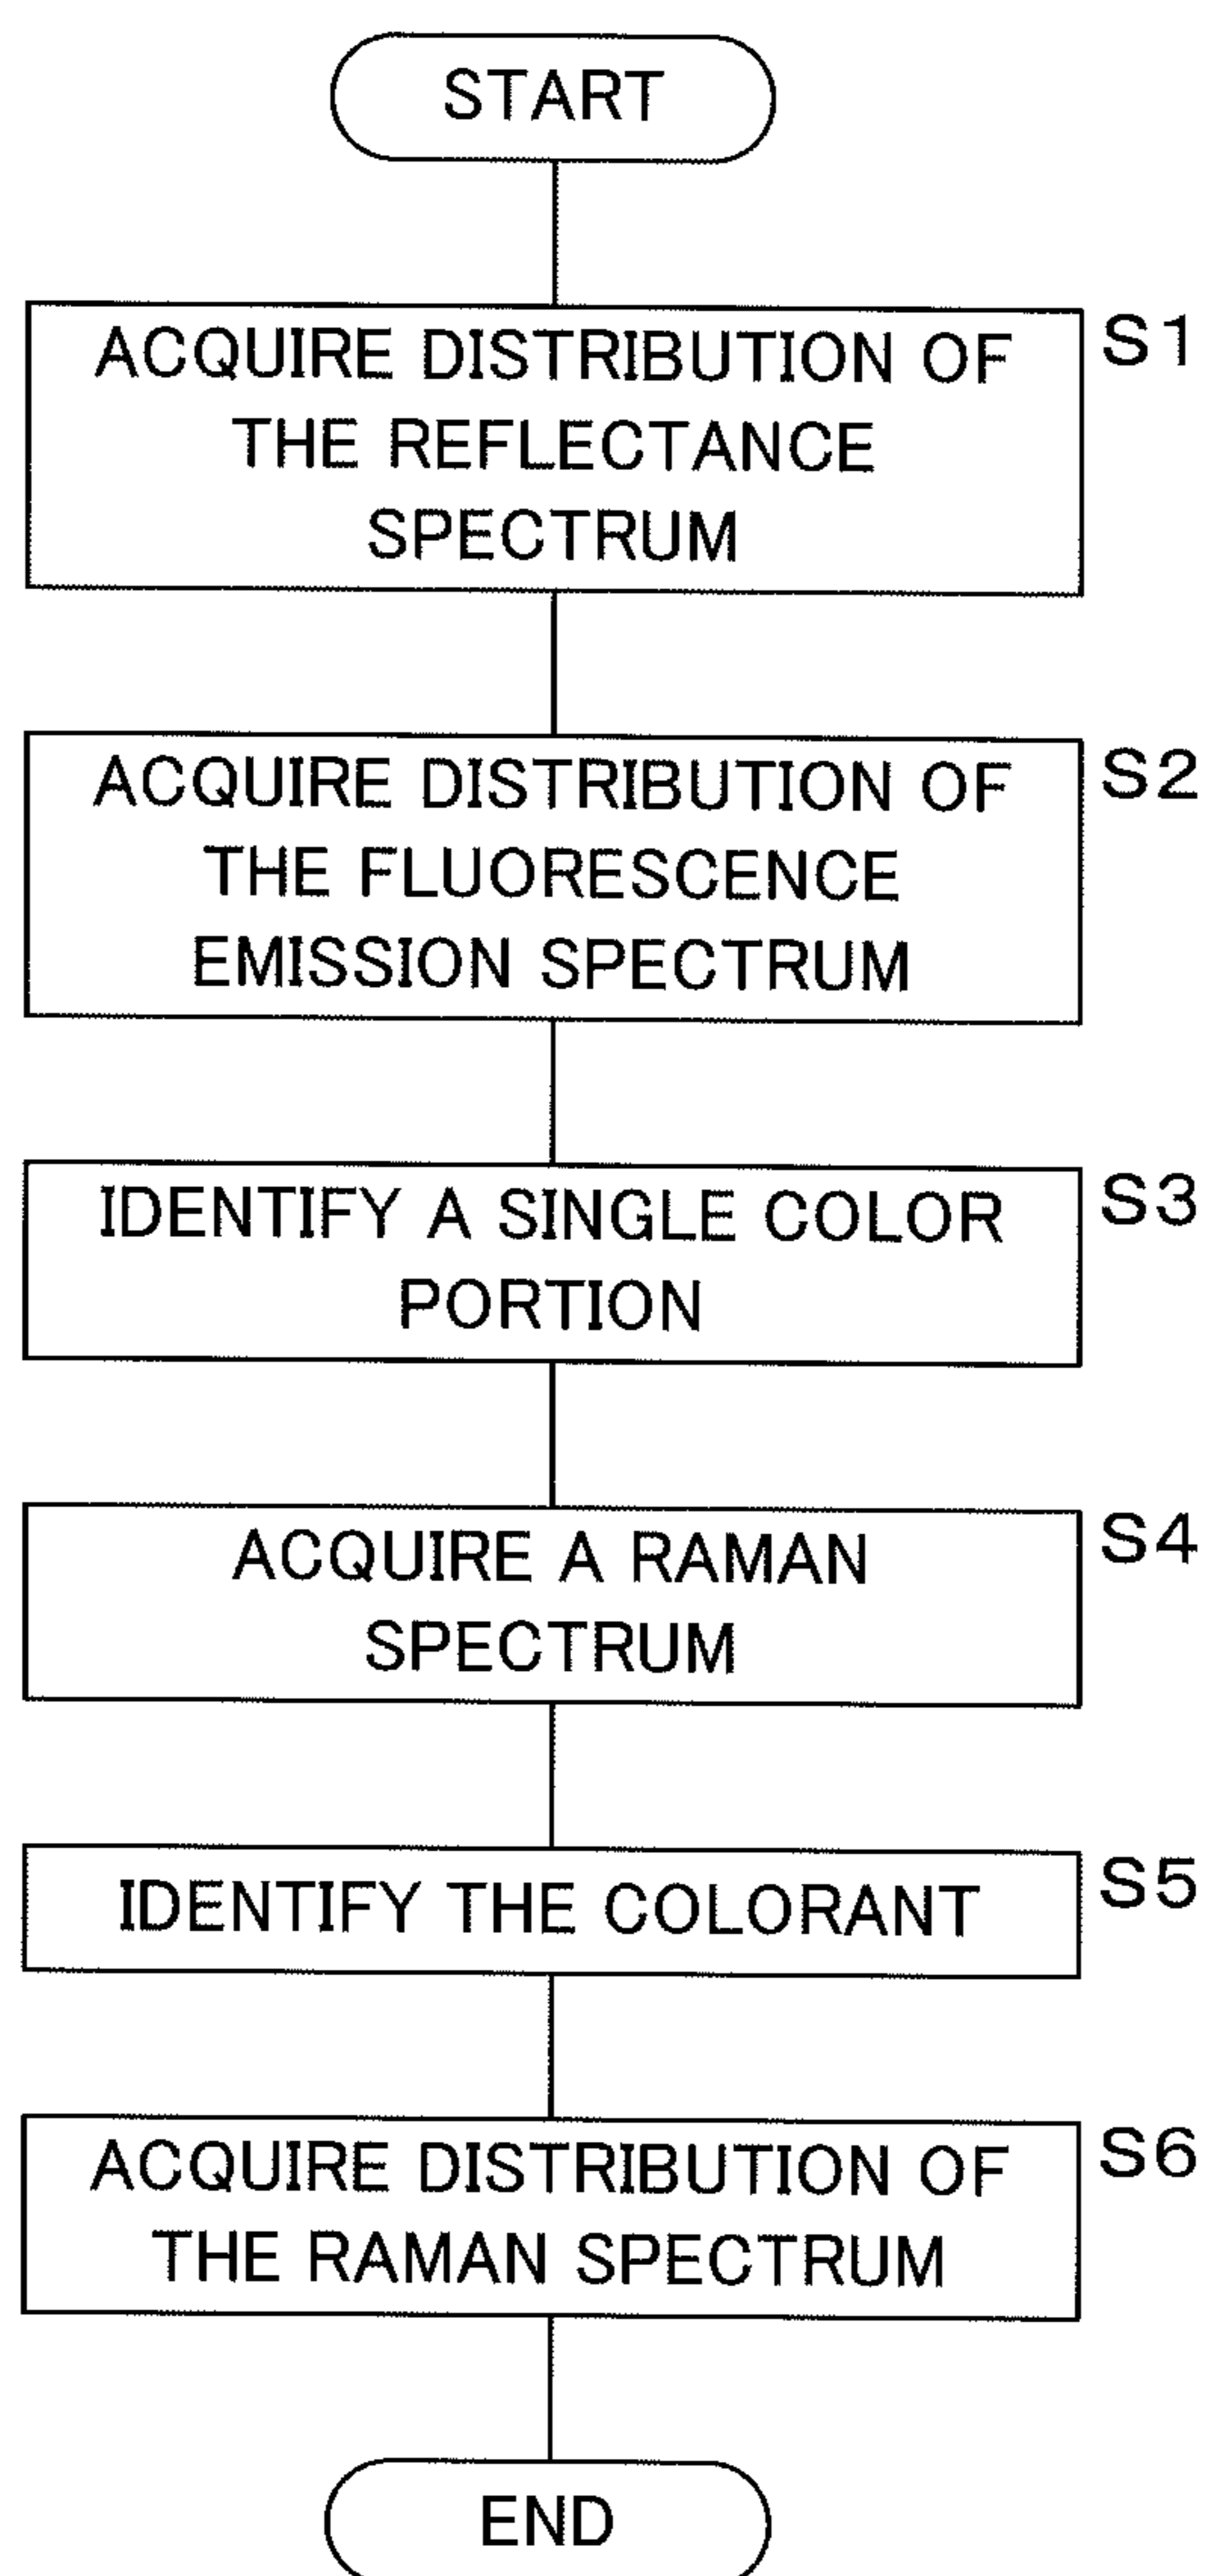 START
ACQUIRE DISTRIBUTION OF
THE REFLECTANCE
SPECTRUM
S1
ACQUIRE DISTRIBUTION OF
THE FLUORESCENCE
EMISSION SPECTRUM
S2
IDENTIFY A SINGLE COLOR
PORTION
S3
ACQUIRE A RAMAN
SPECTRUM
S4
IDENTIFY THE COLORANT
S5
ACQUIRE DISTRIBUTION OF
THE RAMAN SPECTRUM
S6
END